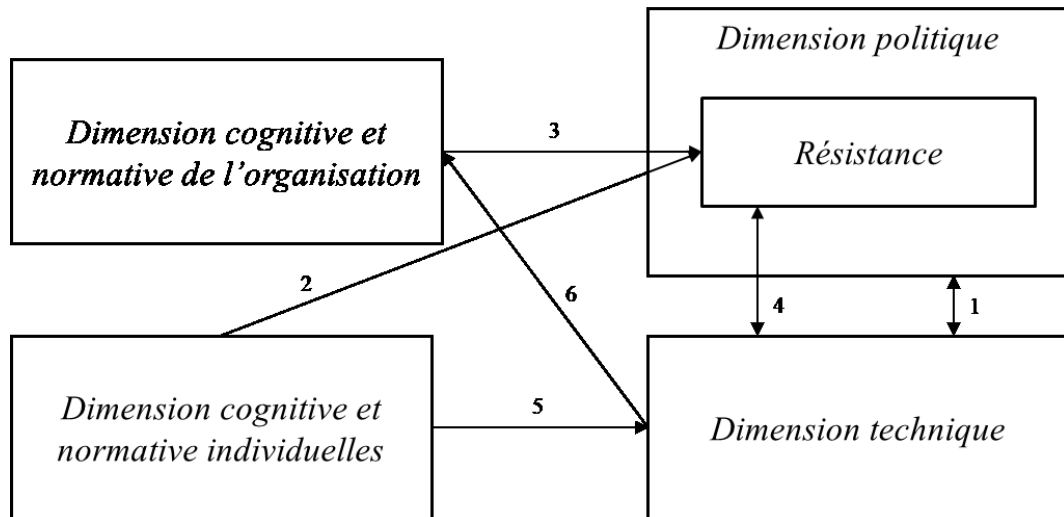 Dimension politique
Dimension cognitive et
normative de l'organisation
3
Résistance
2
6
4
1
Dimension cognitive et
normative individuelles
5
Dimension technique